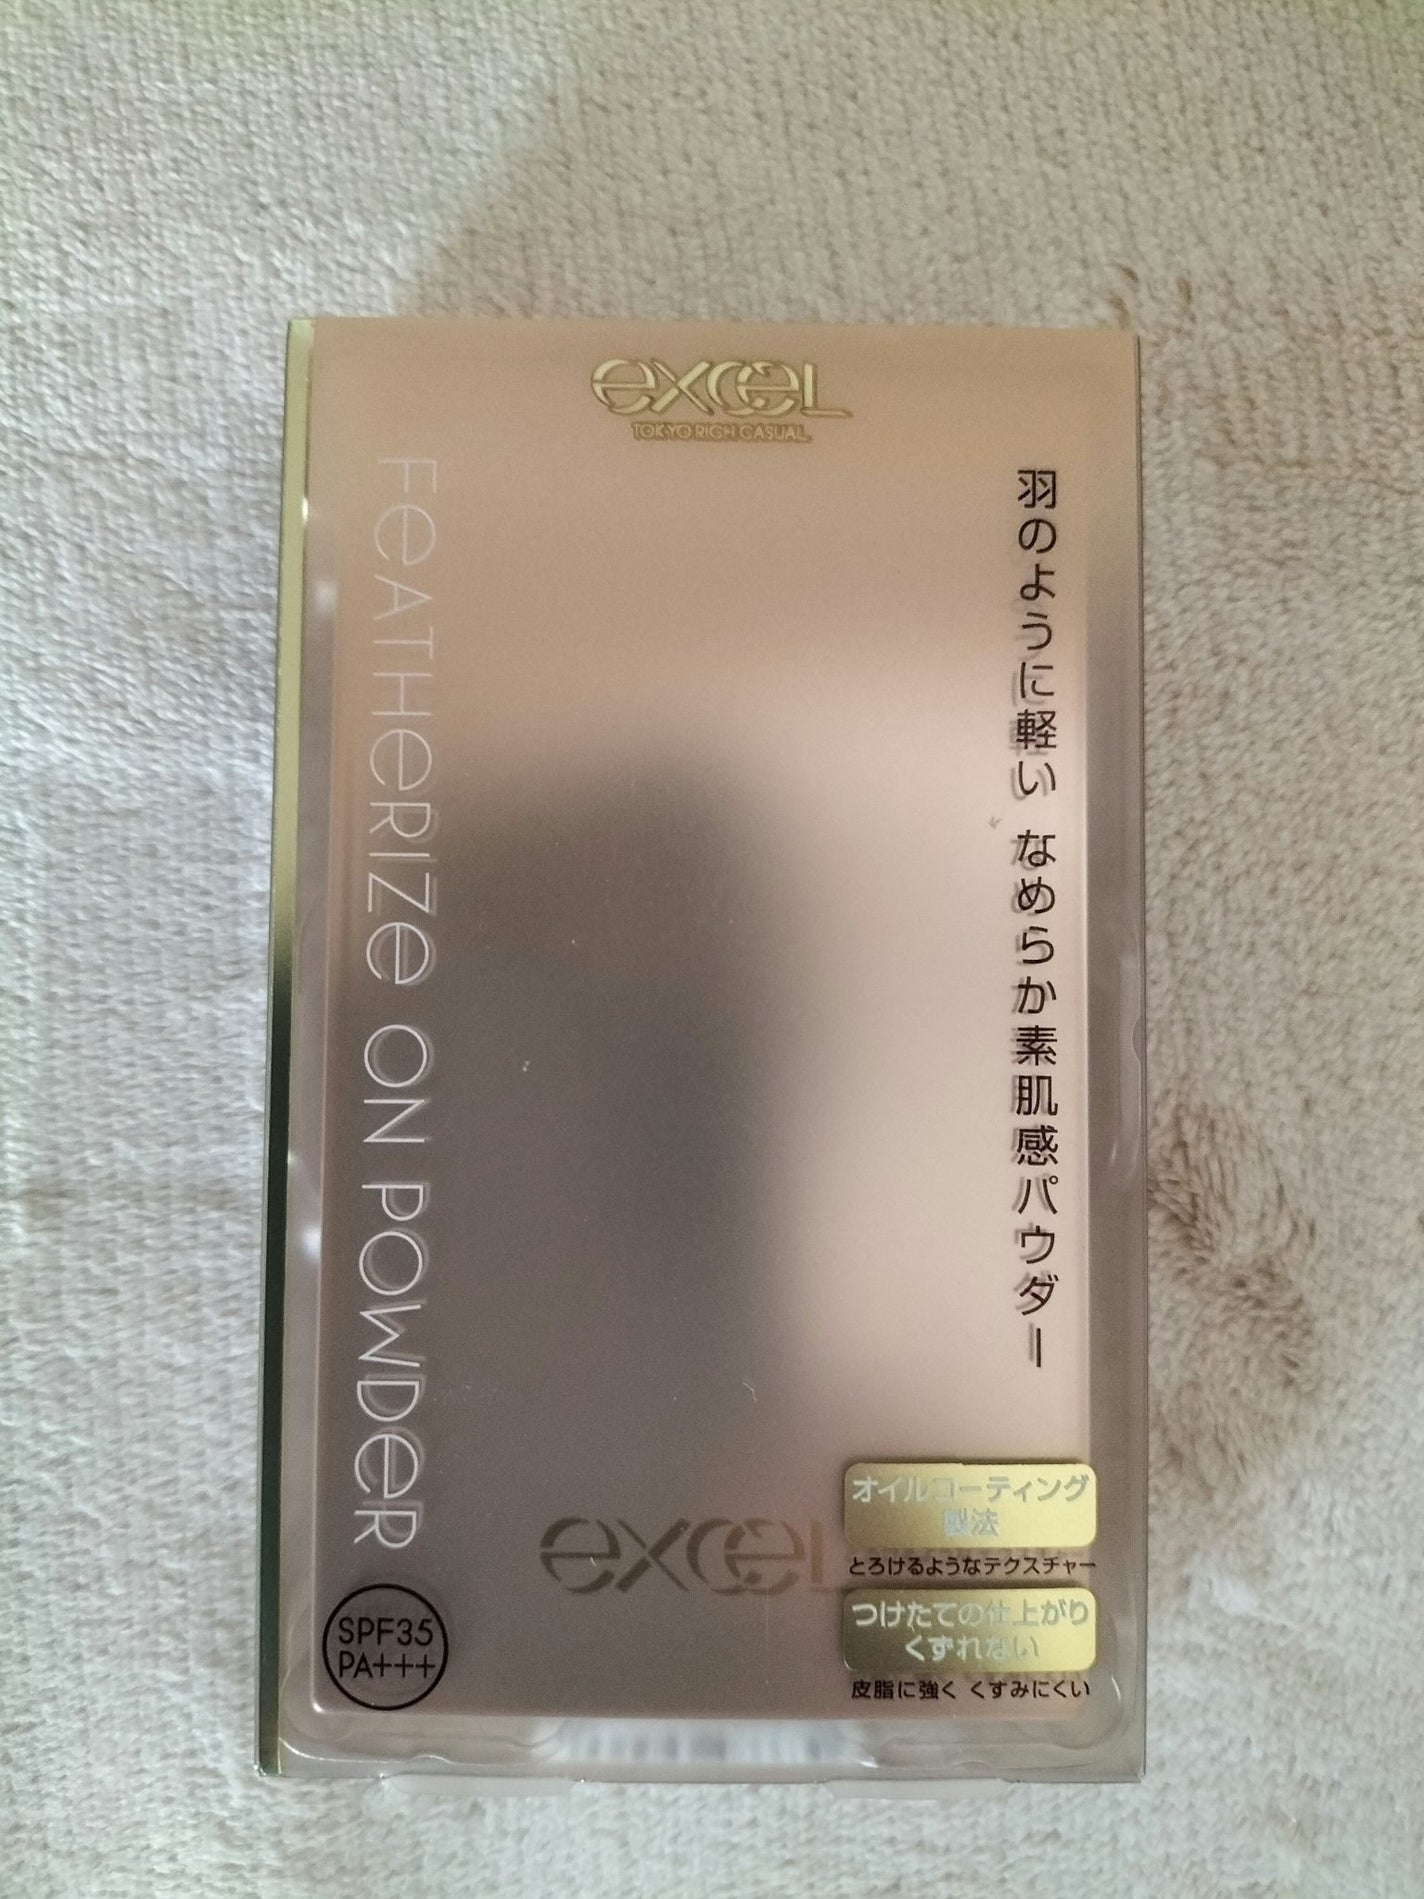 excel
TOKYO RICH CASUAL
FeATHeRIZe ON POWDeR
羽のように軽い なめらか素肌感パウダー
excel
オイルコーティング
製法
とろけるようなテクスチャー
つけたての仕上がり
くずれない
皮脂に強く くすみにくい
SPF35
PA+++